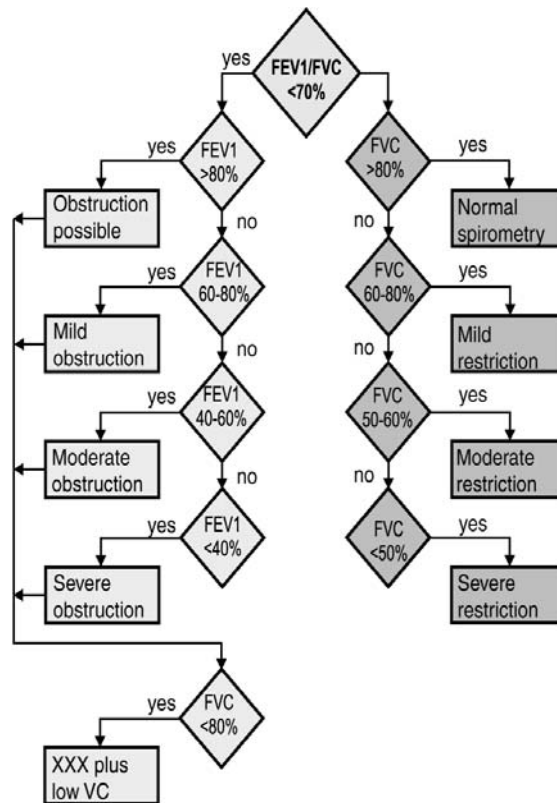 yes
FEV1/FVC
<70%
yes
FEV1
>80%
FVC
>80%
yes
Obstruction
possible
no
no
Normal
spirometry
yes
FEV1
60-80%
FVC
60-80%
yes
Mild
obstruction
no
no
Mild
restriction
yes
FEV1
40-60%
FVC
50-60%
yes
Moderate
obstruction
no
no
Moderate
restriction
yes
FEV1
<40%
FVC
<50%
yes
Severe
obstruction
Severe
restriction
yes
FVC
<80%
XXX plus
low VC